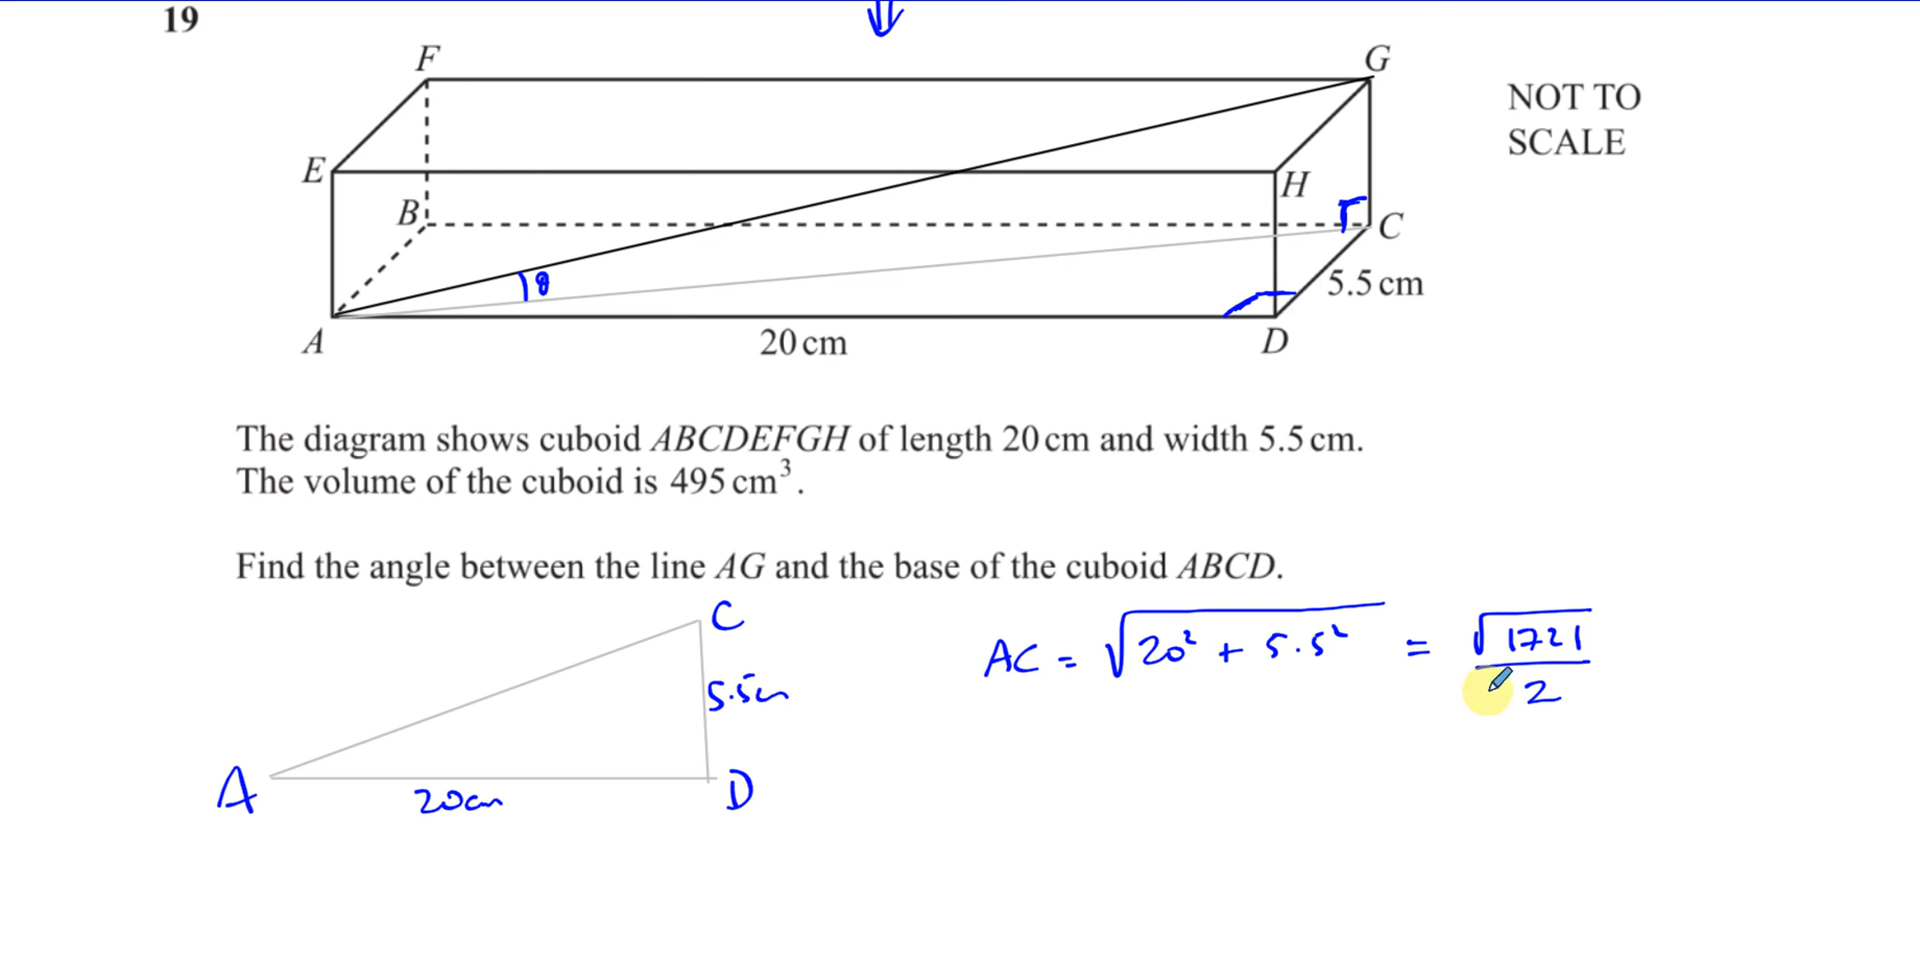 19
F
G
NOT TO
SCALE
E
H
B
C
θ
5.5 cm
A
20 cm
D
The diagram shows cuboid ABCDEFGH of length 20 cm and width 5.5 cm.
The volume of the cuboid is 495 cm³.
Find the angle between the line AG and the base of the cuboid ABCD.
C
AC = √20² + 5.5² = √1721 / 2
5.5cm
A
20cm
D